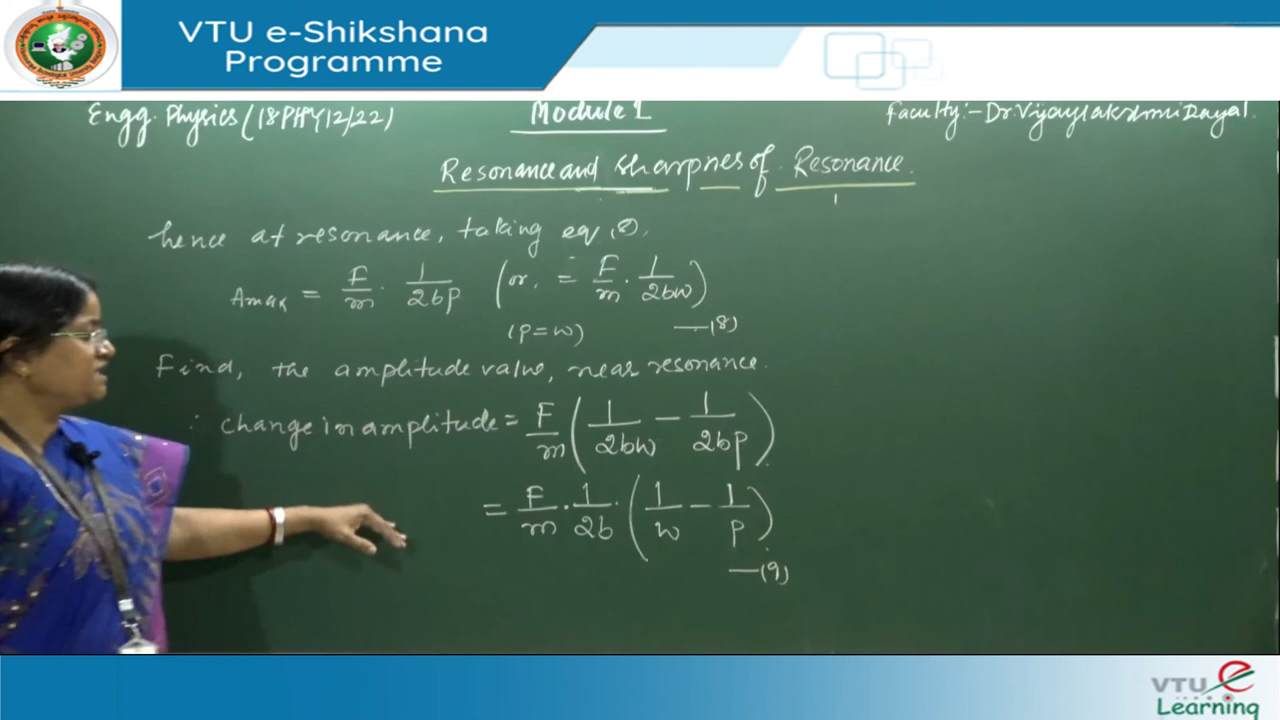 VTU e-Shikshana
Programme
Engg. Physics (18PHY12/22)
Module 1
Faculty:- Dr. Vijaylakshmi Dayal.
Resonance and Sharpnes of Resonance.
hence at resonance, taking eq (8),
Amax = F/m · 1/2bp (or, = F/m · 1/2bw)
(p=w) —(8)
Find, the amplitude value, near resonance.
∴ change in amplitude = F/m (1/2bw − 1/2bp)
= F/m · 1/2b · (1/w − 1/p)
—(9)
VTU e
Learning